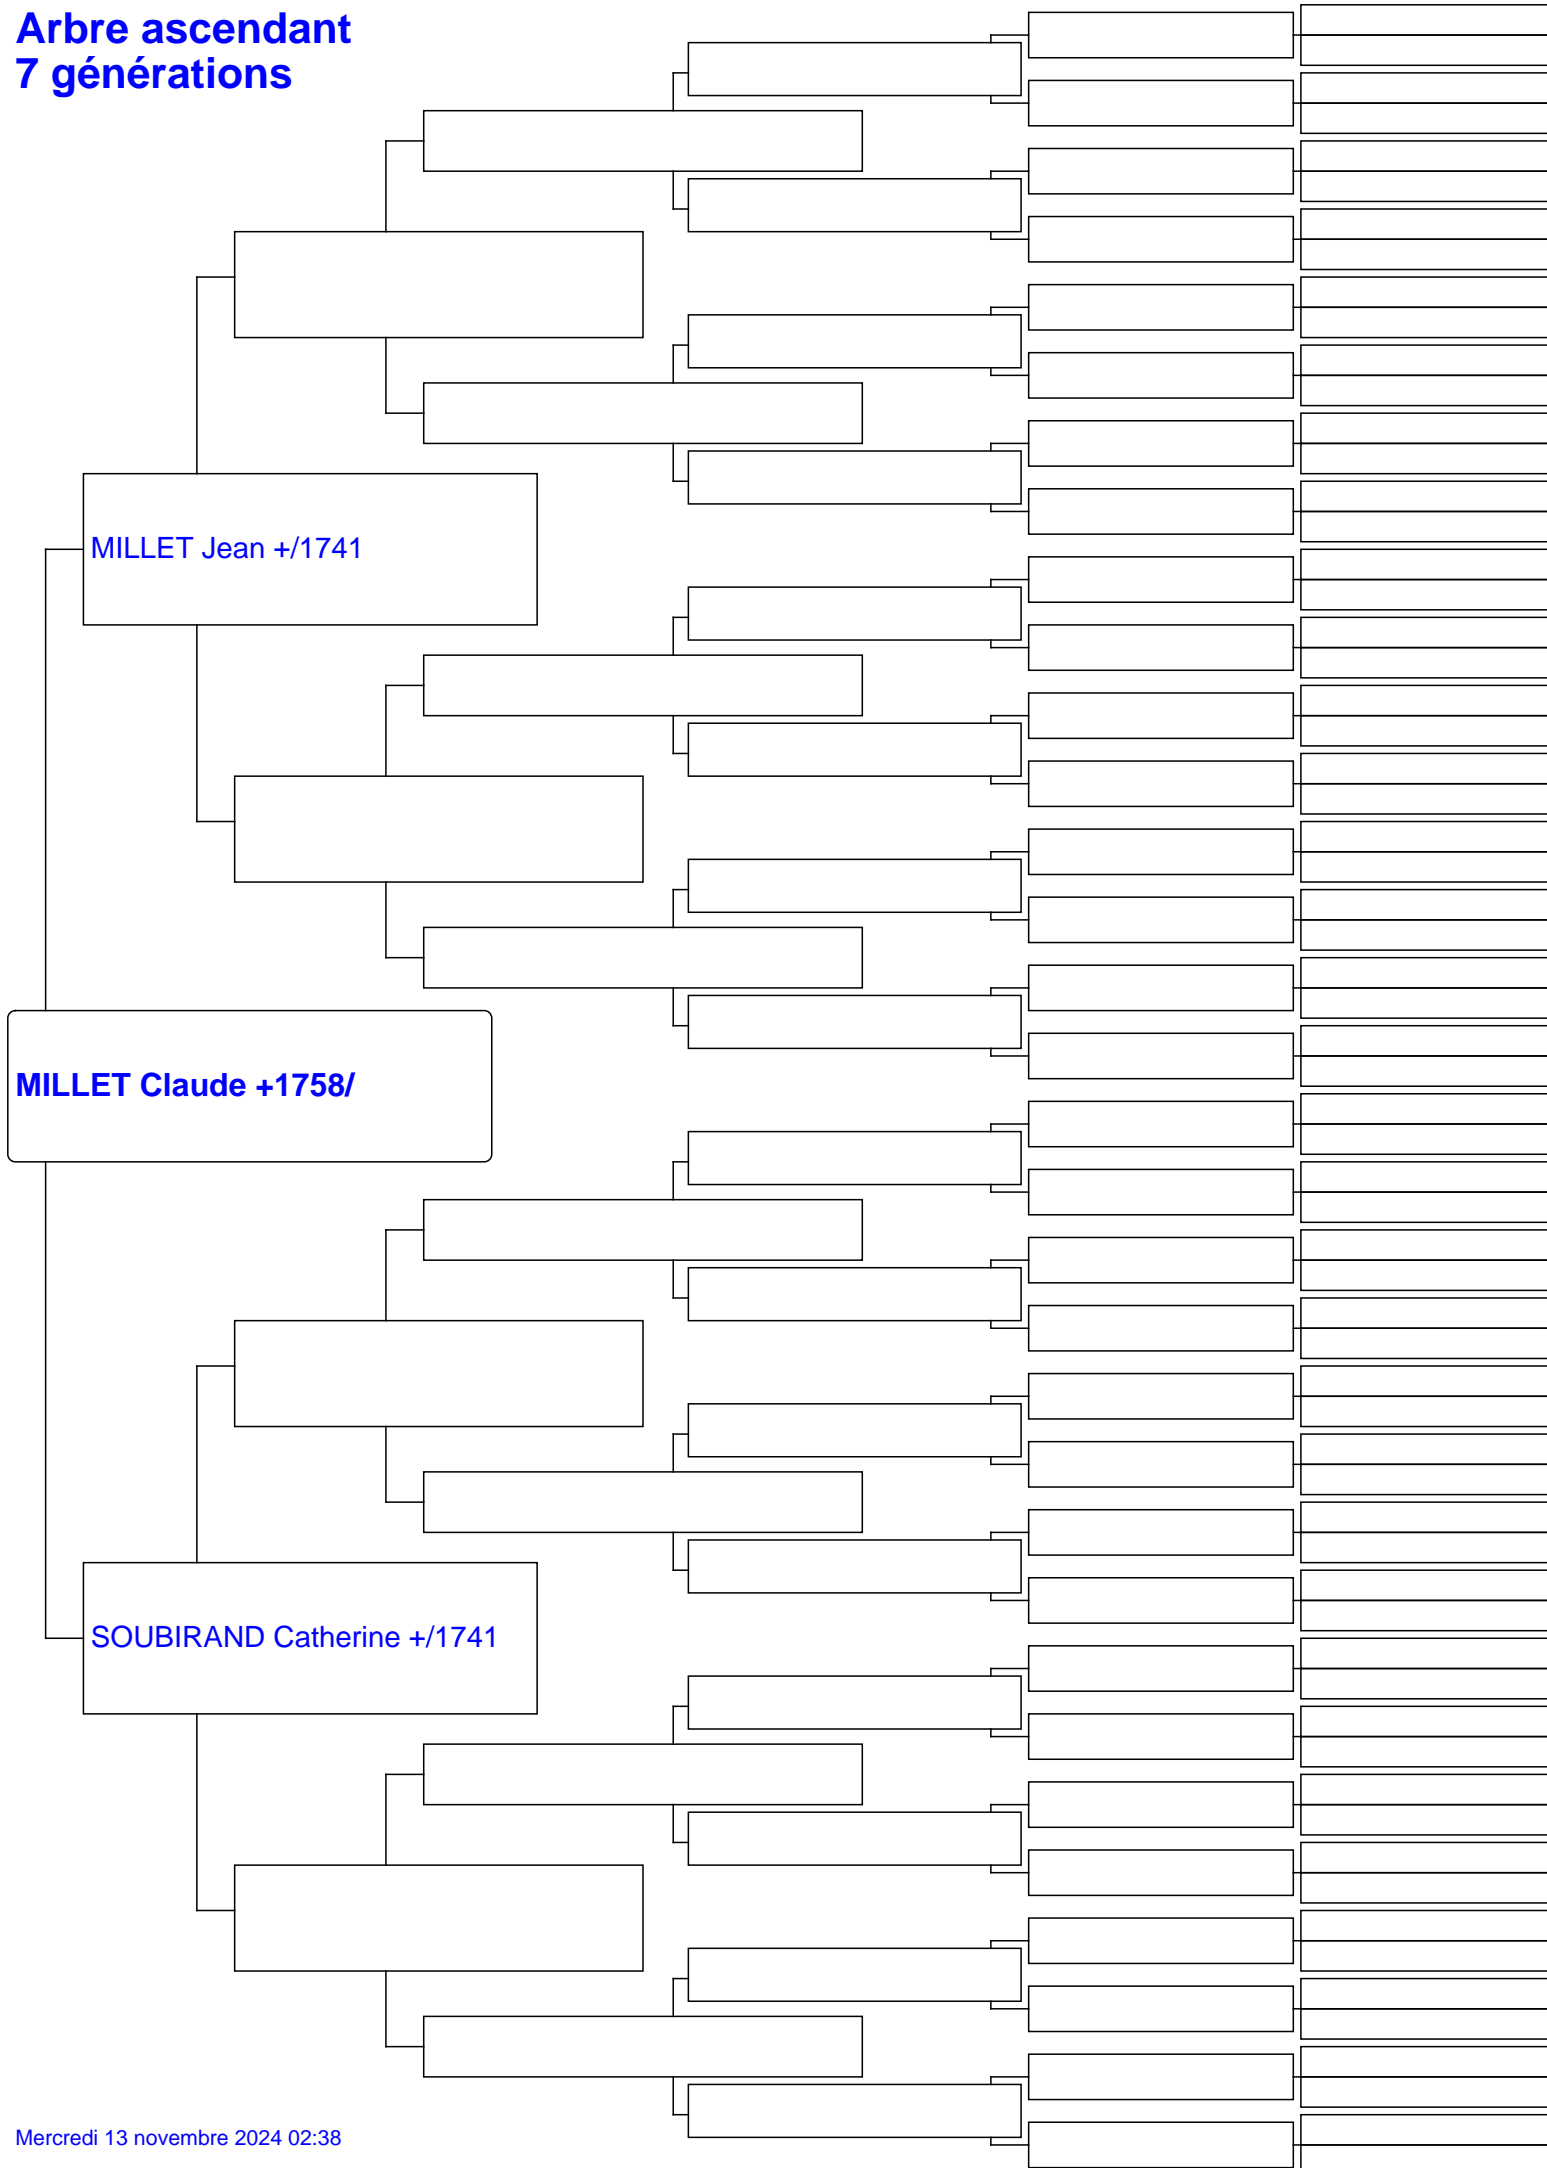 Arbre ascendant
7 générations
MILLET Jean +/1741
MILLET Claude +1758/
SOUBIRAND Catherine +/1741
Mercredi 13 novembre 2024 02:38